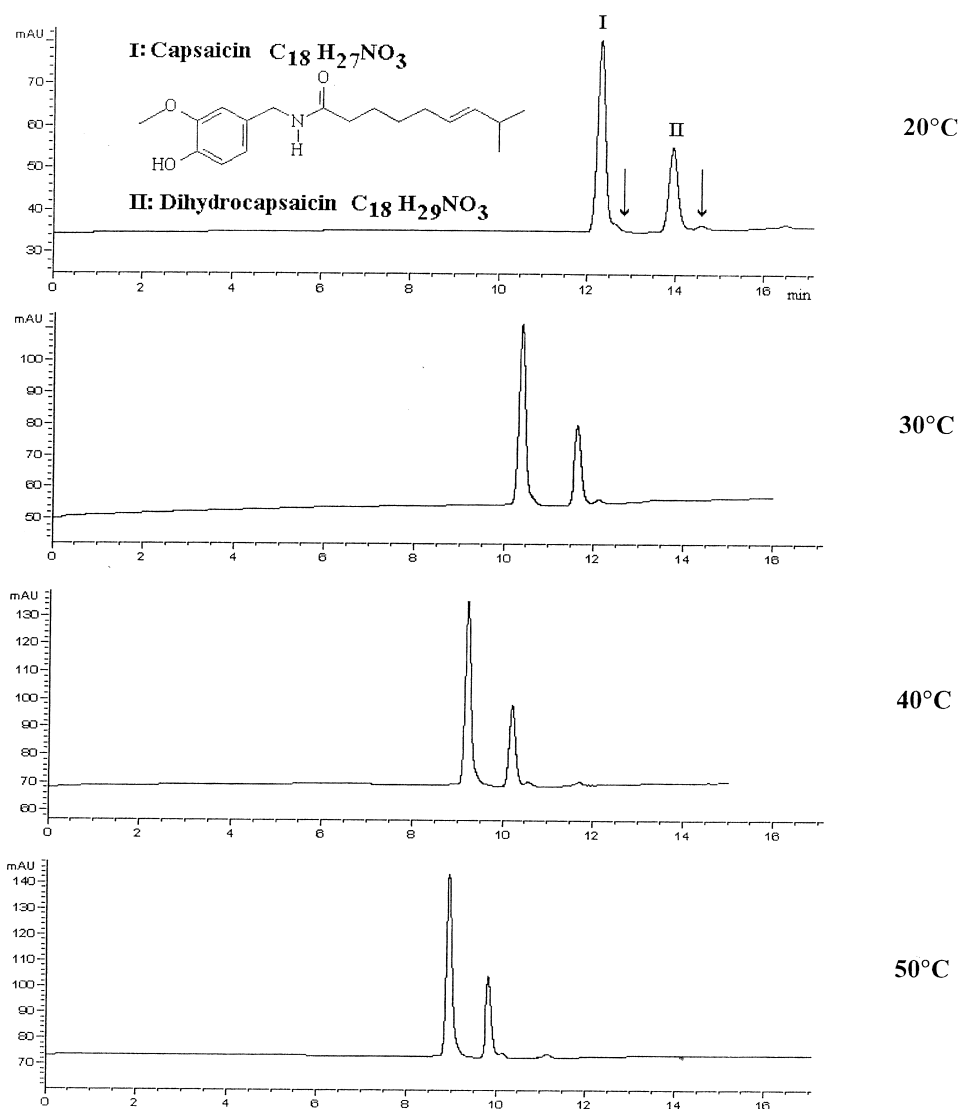 mAU
I: Capsaicin C18 H27NO3
O
O
N
H
HO
II: Dihydrocapsaicin C18 H29NO3
I
II
20°C
70
60
50
40
30
0 2 4 6 8 10 12 14 16 min
mAU
30°C
100
90
80
70
60
50
0 2 4 6 8 10 12 14 16
mAU
40°C
130
120
110
100
90
80
70
60
0 2 4 6 8 10 12 14 16
mAU
50°C
140
130
120
110
100
90
80
70
0 2 4 6 8 10 12 14 16